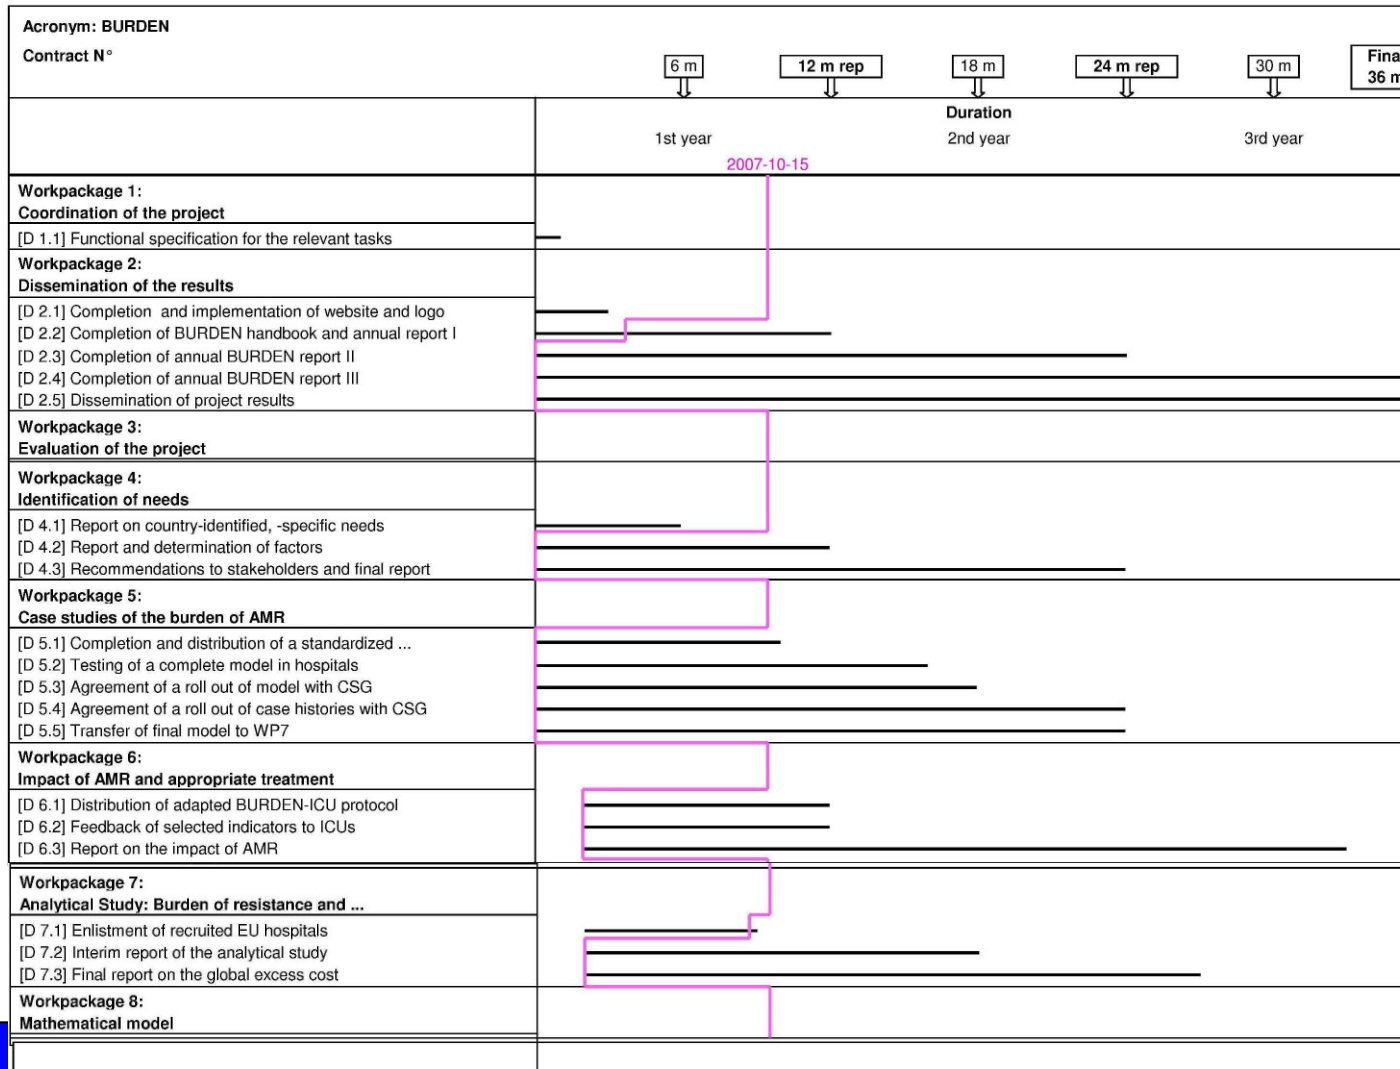 Acronym: BURDEN
Contract N°
6 m
12 m rep
18 m
24 m rep
30 m
Fina
36 m
Duration
1st year
2nd year
3rd year
2007-10-15
Workpackage 1:
Coordination of the project
[D 1.1] Functional specification for the relevant tasks
Workpackage 2:
Dissemination of the results
[D 2.1] Completion and implementation of website and logo
[D 2.2] Completion of BURDEN handbook and annual report I
[D 2.3] Completion of annual BURDEN report II
[D 2.4] Completion of annual BURDEN report III
[D 2.5] Dissemination of project results
Workpackage 3:
Evaluation of the project
Workpackage 4:
Identification of needs
[D 4.1] Report on country-identified, -specific needs
[D 4.2] Report and determination of factors
[D 4.3] Recommendations to stakeholders and final report
Workpackage 5:
Case studies of the burden of AMR
[D 5.1] Completion and distribution of a standardized ...
[D 5.2] Testing of a complete model in hospitals
[D 5.3] Agreement of a roll out of model with CSG
[D 5.4] Agreement of a roll out of case histories with CSG
[D 5.5] Transfer of final model to WP7
Workpackage 6:
Impact of AMR and appropriate treatment
[D 6.1] Distribution of adapted BURDEN-ICU protocol
[D 6.2] Feedback of selected indicators to ICUs
[D 6.3] Report on the impact of AMR
Workpackage 7:
Analytical Study: Burden of resistance and ...
[D 7.1] Enlistment of recruited EU hospitals
[D 7.2] Interim report of the analytical study
[D 7.3] Final report on the global excess cost
Workpackage 8:
Mathematical model